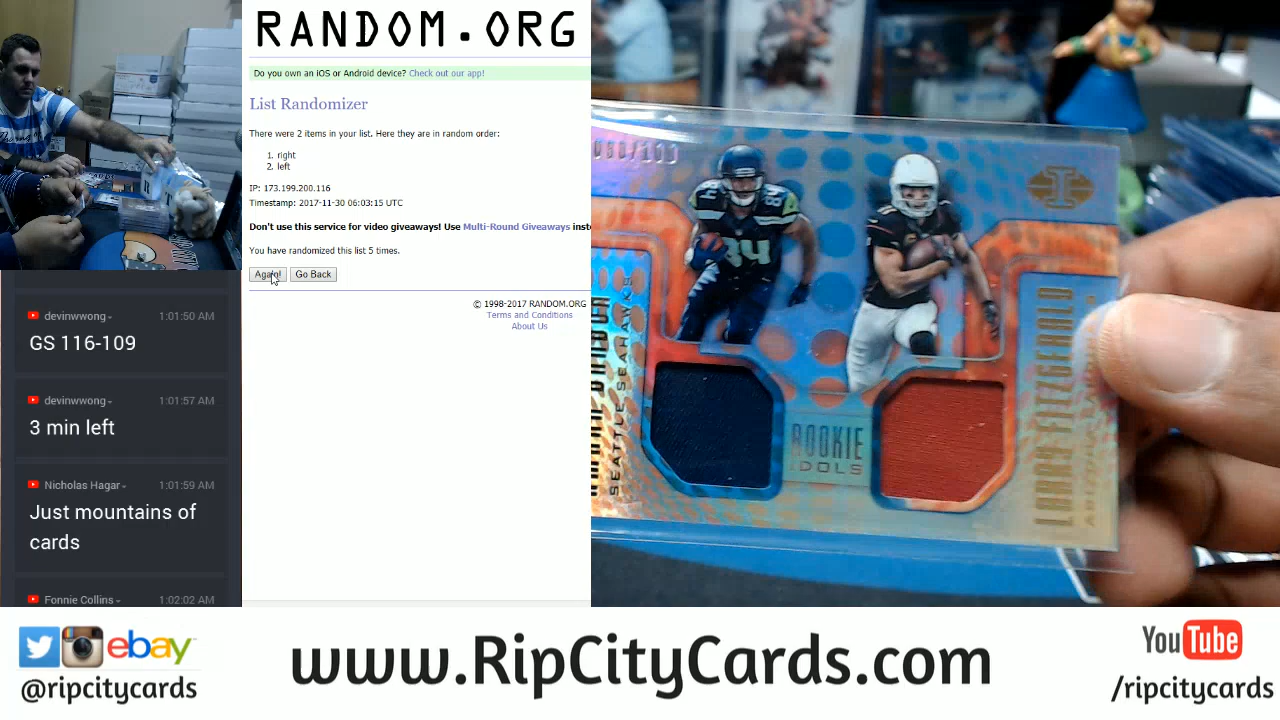 RANDOM.ORG
Do you own an iOS or Android device? Check out our app!
List Randomizer
There were 2 items in your list. Here they are in random order:
1. right
2. left
IP: 173.199.200.116
Timestamp: 2017-11-30 06:03:15 UTC
Don't use this service for video giveaways! Use Multi-Round Giveaways inst
You have randomized this list 5 times.
Again!
Go Back
© 1998-2017 RANDOM.ORG
Terms and Conditions
About Us
devinwwong
1:01:50 AM
GS 116-109
devinwwong
1:01:57 AM
3 min left
Nicholas Hagar
1:01:59 AM
Just mountains of
cards
Fonnie Collins
1:02:02 AM
84
SEATTLE SEAHAWKS
ROOKIE
IDOLS
LARRY FITZGERALD
I
ebay
@ripcitycards
www.RipCityCards.com
YouTube
/ripcitycards